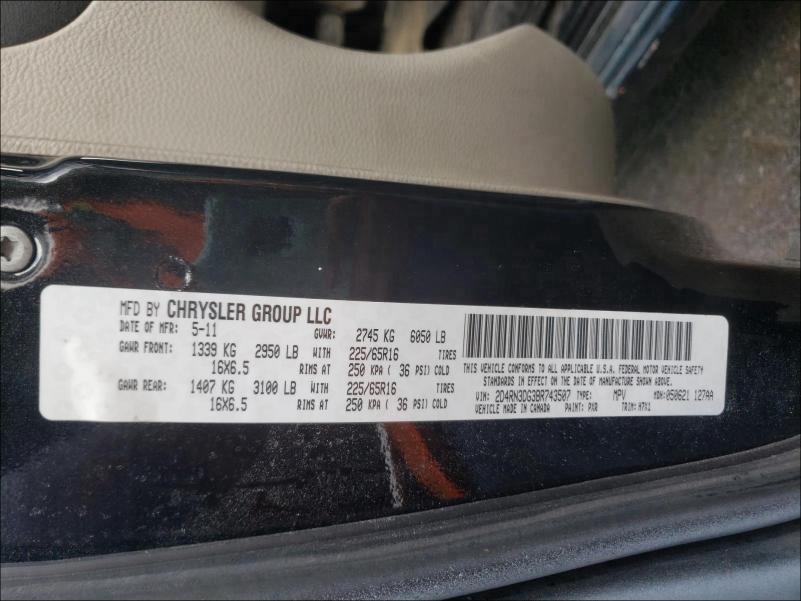 MFD BY CHRYSLER GROUP LLC
DATE OF MFR: 5-11 GVWR: 2745 KG 6050 LB
GAWR FRONT: 1339 KG 2950 LB WITH 225/65R16 TIRES
16X6.5 RIMS AT 250 KPA ( 36 PSI) COLD
GAWR REAR: 1407 KG 3100 LB WITH 225/65R16 TIRES
16X6.5 RIMS AT 250 KPA ( 36 PSI) COLD
THIS VEHICLE CONFORMS TO ALL APPLICABLE U.S.A. FEDERAL MOTOR VEHICLE SAFETY
STANDARDS IN EFFECT ON THE DATE OF MANUFACTURE SHOWN ABOVE.
VIN: 2D4RN3DG3BR743507 TYPE: MPV MDH: 050621 127AA
VEHICLE MADE IN CANADA PAINT: PXR TRIM: H7X1